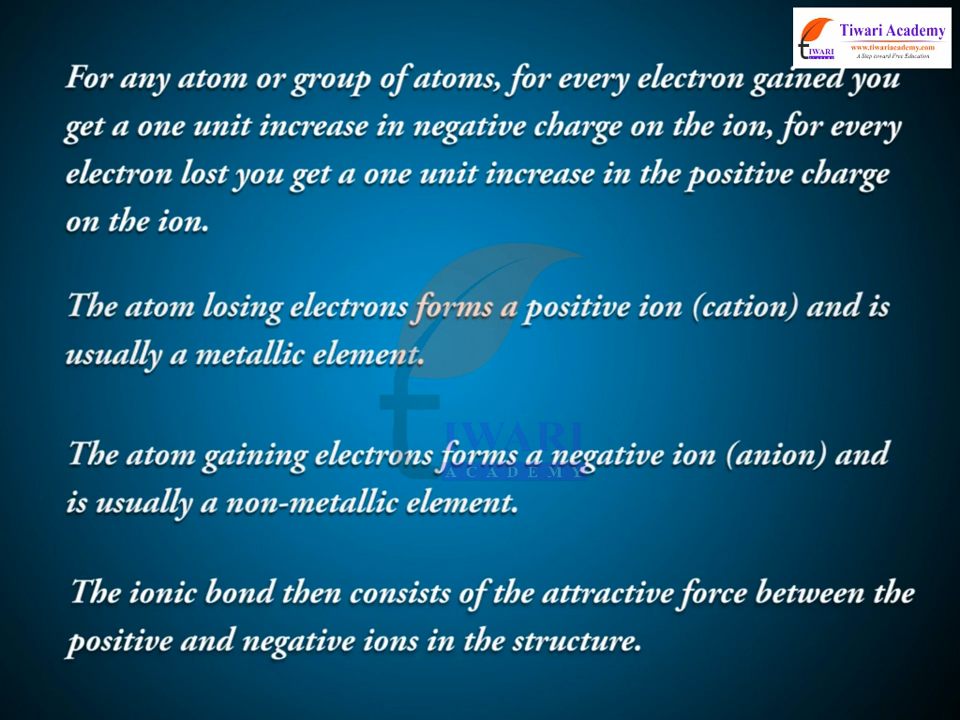 Tiwari Academy
www.tiwariacademy.com
A Step toward Free Education
TIWARI
ACADEMY
For any atom or group of atoms, for every electron gained you
get a one unit increase in negative charge on the ion, for every
electron lost you get a one unit increase in the positive charge
on the ion.
The atom losing electrons forms a positive ion (cation) and is
usually a metallic element.
TIWARI
ACADEMY
The atom gaining electrons forms a negative ion (anion) and
is usually a non-metallic element.
The ionic bond then consists of the attractive force between the
positive and negative ions in the structure.